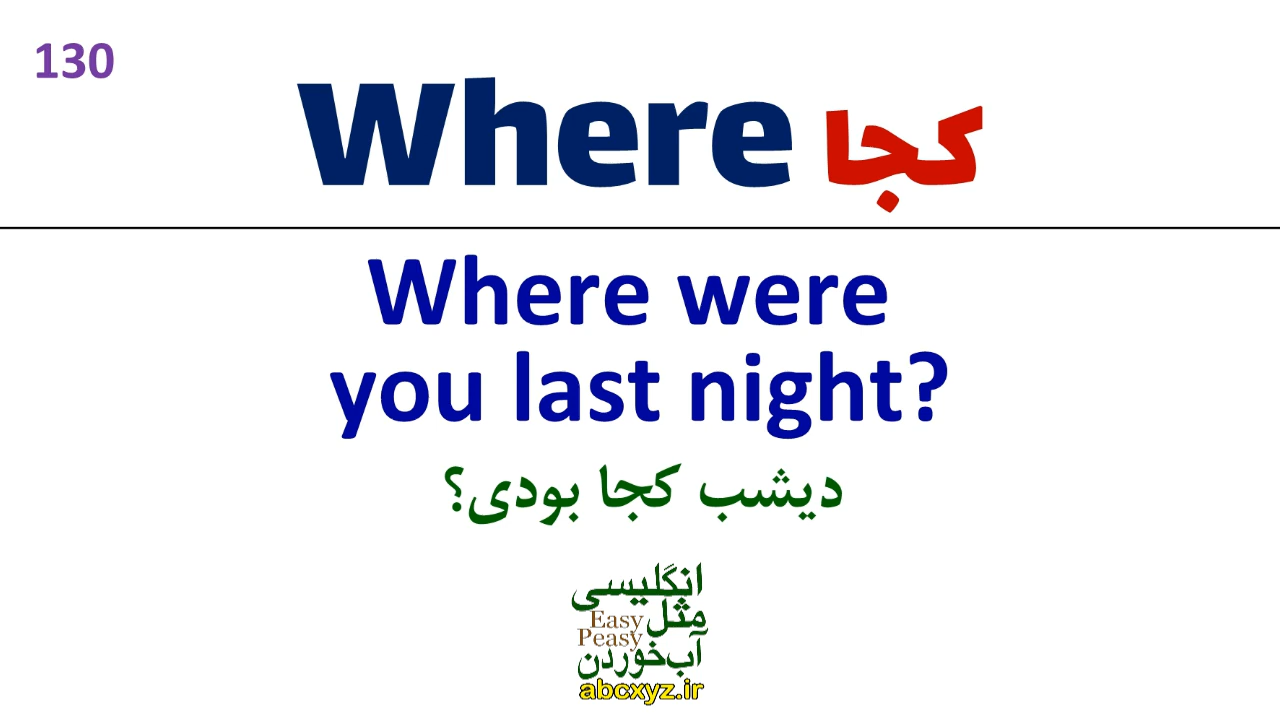 130
Where کجا
Where were
you last night?
دیشب کجا بودی؟
انگلیسی
مثل Easy
Peasy
آب‌خوردن
abcxyz.ir